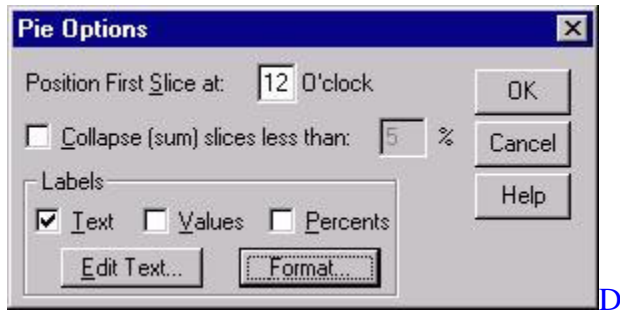 Pie Options
Position First Slice at: 12 O'clock
OK
Collapse (sum) slices less than: 5 %
Cancel
Labels
Help
Text Values Percents
Edit Text... Format...
D